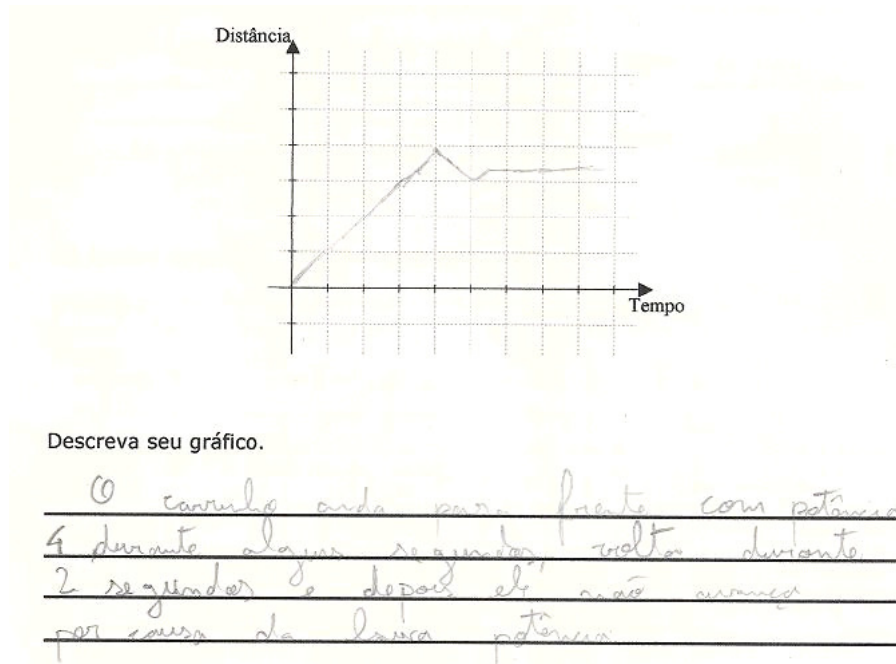 Distância
Tempo
Descreva seu gráfico.
O carrinho anda para frente com potência
4 durante alguns segundos, volta durante
2 segundos e depois ele não avança
por causa da baixa potência